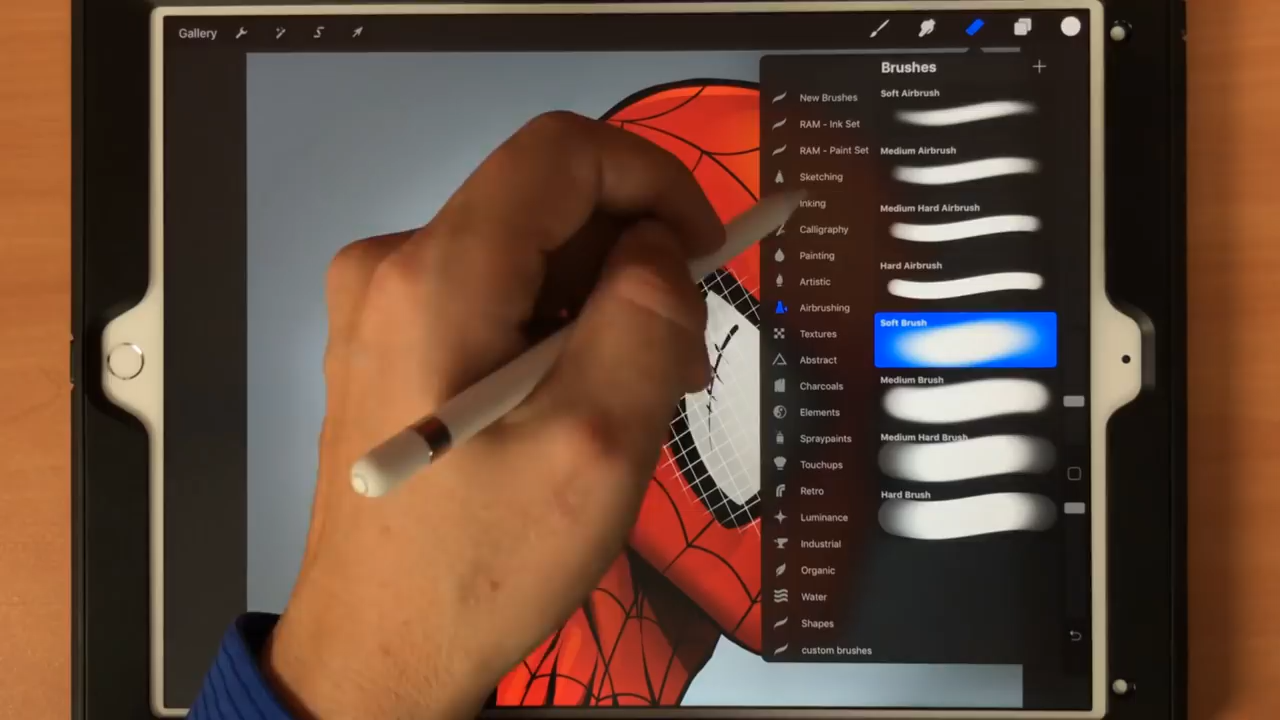 Gallery
Brushes
New Brushes
RAM - Ink Set
RAM - Paint Set
Sketching
Inking
Calligraphy
Painting
Artistic
Airbrushing
Textures
Abstract
Charcoals
Elements
Spraypaints
Touchups
Retro
Luminance
Industrial
Organic
Water
Shapes
custom brushes
Soft Airbrush
Medium Airbrush
Medium Hard Airbrush
Hard Airbrush
Soft Brush
Medium Brush
Medium Hard Brush
Hard Brush